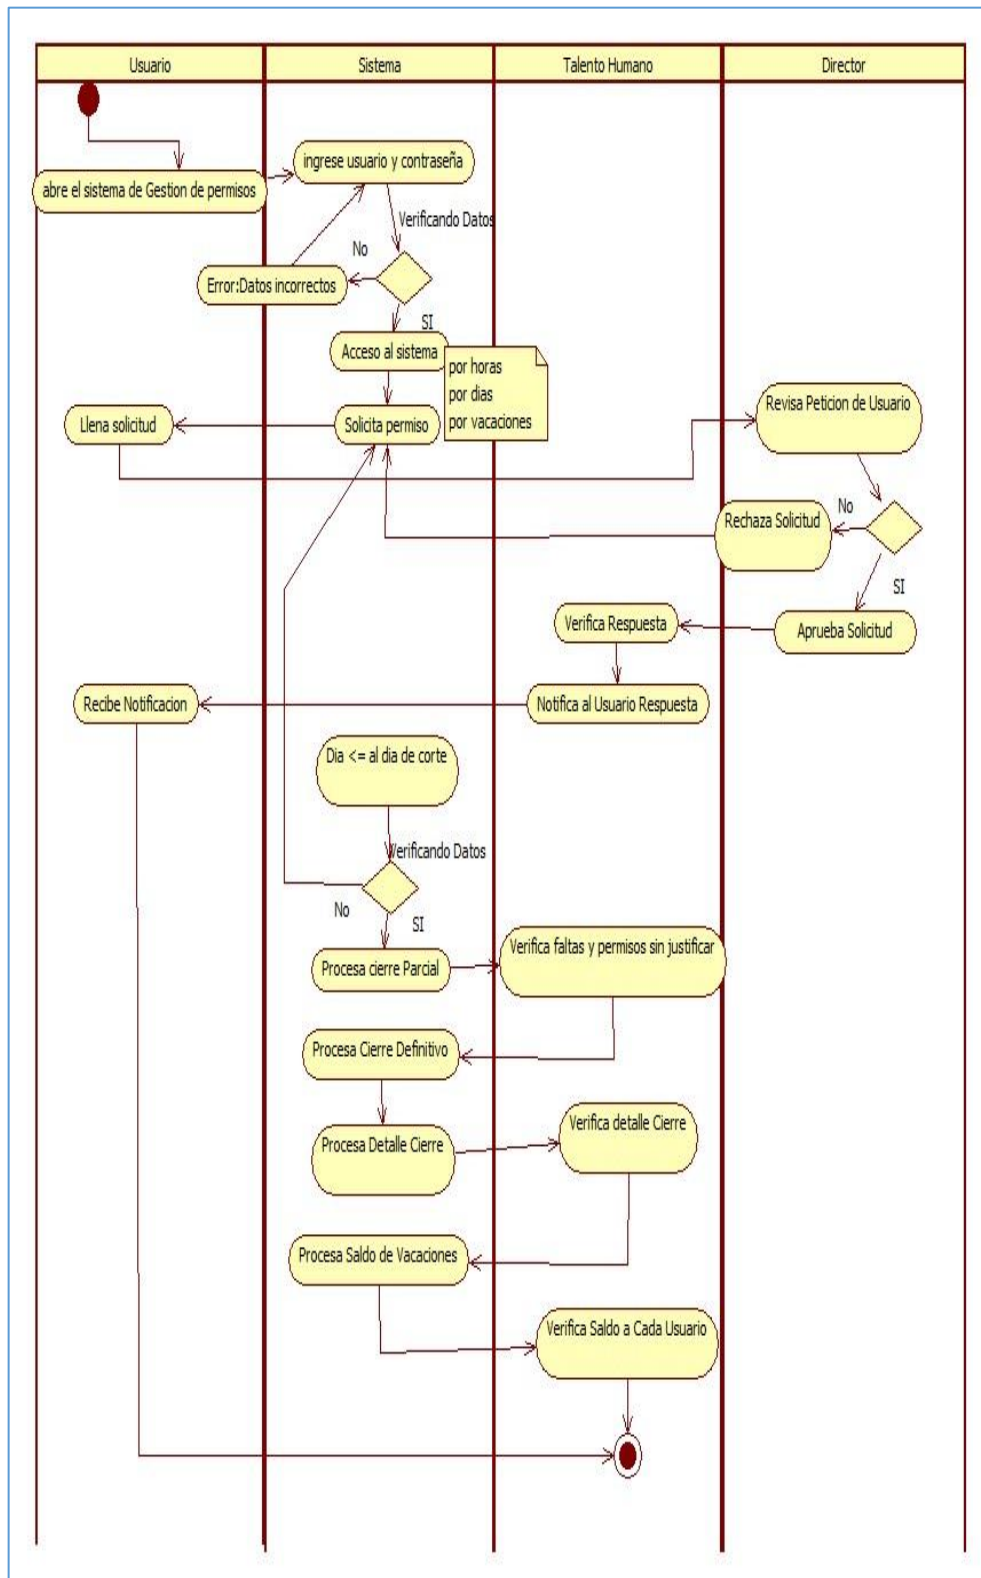 Usuario
Sistema
Talento Humano
Director
ingrese usuario y contraseña
abre el sistema de Gestion de permisos
Verificando Datos
No
Error:Datos incorrectos
SI
Acceso al sistema
por horas
por dias
por vacaciones
Llena solicitud
Solicita permiso
Revisa Peticion de Usuario
No
Rechaza Solicitud
SI
Verifica Respuesta
Aprueba Solicitud
Recibe Notificacion
Notifica al Usuario Respuesta
Dia <= al dia de corte
Verificando Datos
No
SI
Procesa cierre Parcial
Verifica faltas y permisos sin justificar
Procesa Cierre Definitivo
Procesa Detalle Cierre
Verifica detalle Cierre
Procesa Saldo de Vacaciones
Verifica Saldo a Cada Usuario